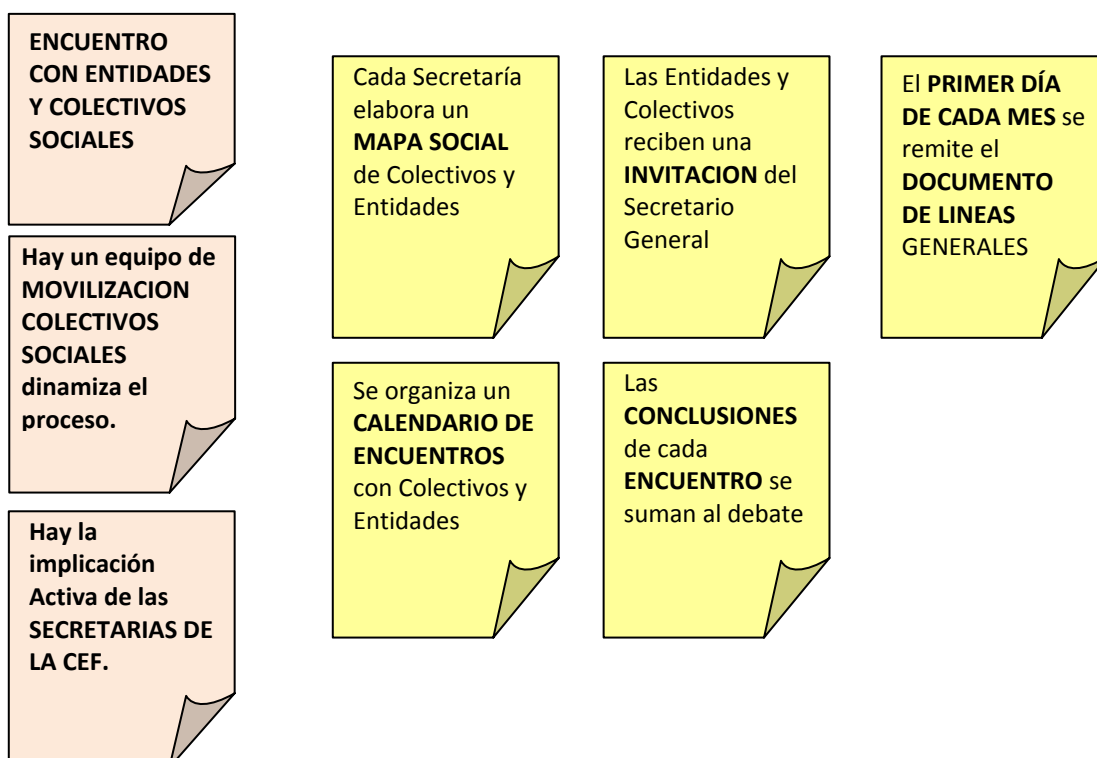 ENCUENTRO
CON ENTIDADES
Y COLECTIVOS
SOCIALES
Hay un equipo de
MOVILIZACION
COLECTIVOS
SOCIALES
dinamiza el
proceso.
Hay la
implicación
Activa de las
SECRETARIAS DE
LA CEF.
Cada Secretaría
elabora un
MAPA SOCIAL
de Colectivos y
Entidades
Las Entidades y
Colectivos
reciben una
INVITACION del
Secretario
General
El PRIMER DÍA
DE CADA MES se
remite el
DOCUMENTO
DE LINEAS
GENERALES
Se organiza un
CALENDARIO DE
ENCUENTROS
con Colectivos y
Entidades
Las
CONCLUSIONES
de cada
ENCUENTRO se
suman al debate